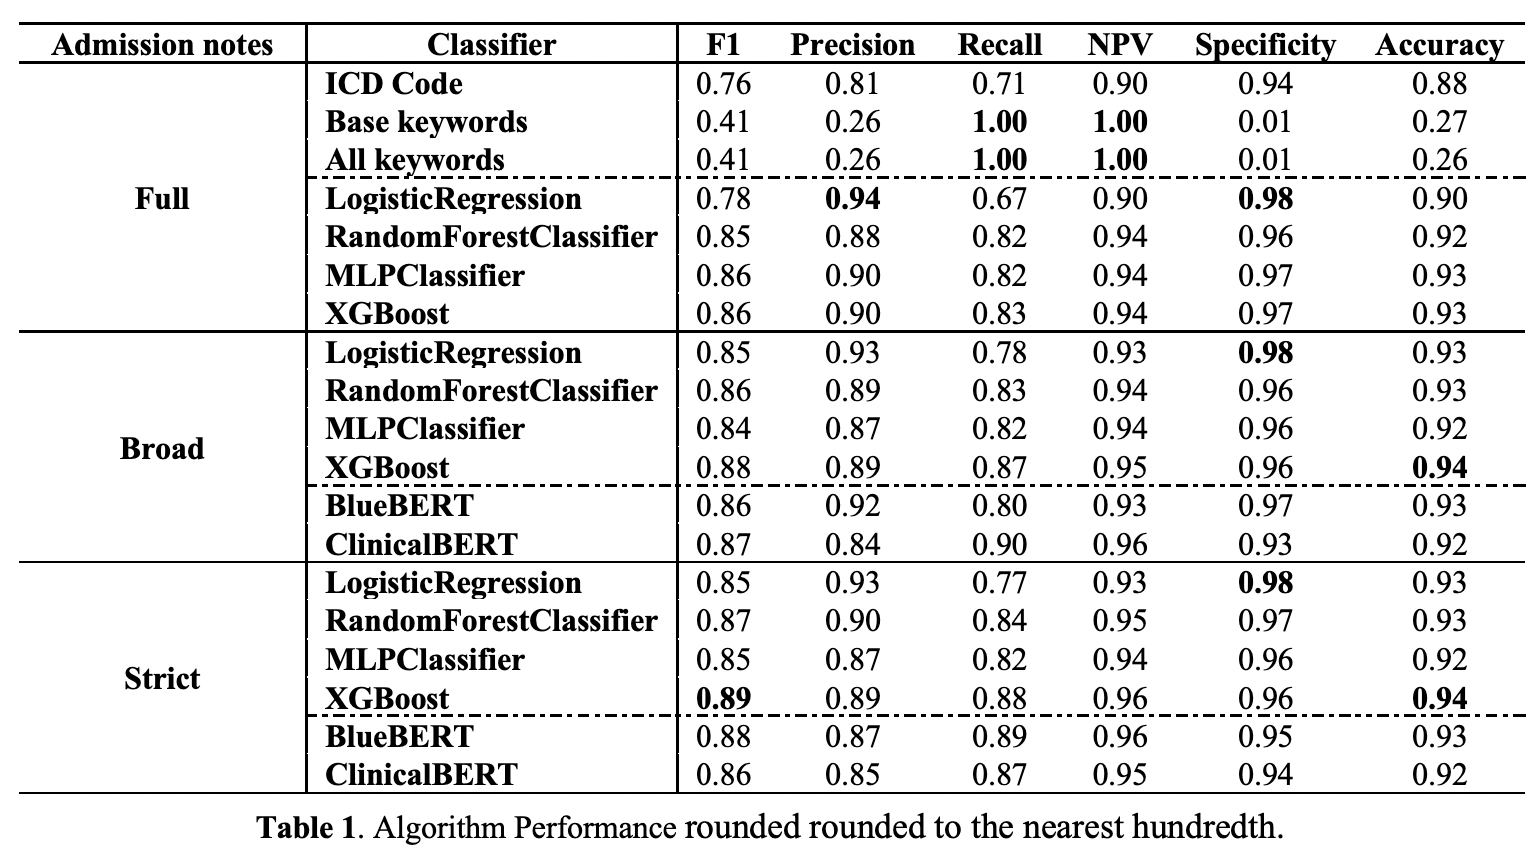 Admission notes Classifier F1 Precision Recall NPV Specificity Accuracy
ICD Code 0.76 0.81 0.71 0.90 0.94 0.88
Base keywords 0.41 0.26 1.00 1.00 0.01 0.27
All keywords 0.41 0.26 1.00 1.00 0.01 0.26
Full LogisticRegression 0.78 0.94 0.67 0.90 0.98 0.90
RandomForestClassifier 0.85 0.88 0.82 0.94 0.96 0.92
MLPClassifier 0.86 0.90 0.82 0.94 0.97 0.93
XGBoost 0.86 0.90 0.83 0.94 0.97 0.93
LogisticRegression 0.85 0.93 0.78 0.93 0.98 0.93
RandomForestClassifier 0.86 0.89 0.83 0.94 0.96 0.93
MLPClassifier 0.84 0.87 0.82 0.94 0.96 0.92
Broad
XGBoost 0.88 0.89 0.87 0.95 0.96 0.94
BlueBERT 0.86 0.92 0.80 0.93 0.97 0.93
ClinicalBERT 0.87 0.84 0.90 0.96 0.93 0.92
LogisticRegression 0.85 0.93 0.77 0.93 0.98 0.93
RandomForestClassifier 0.87 0.90 0.84 0.95 0.97 0.93
MLPClassifier 0.85 0.87 0.82 0.94 0.96 0.92
Strict
XGBoost 0.89 0.89 0.88 0.96 0.96 0.94
BlueBERT 0.88 0.87 0.89 0.96 0.95 0.93
ClinicalBERT 0.86 0.85 0.87 0.95 0.94 0.92
Table 1. Algorithm Performance rounded rounded to the nearest hundredth.